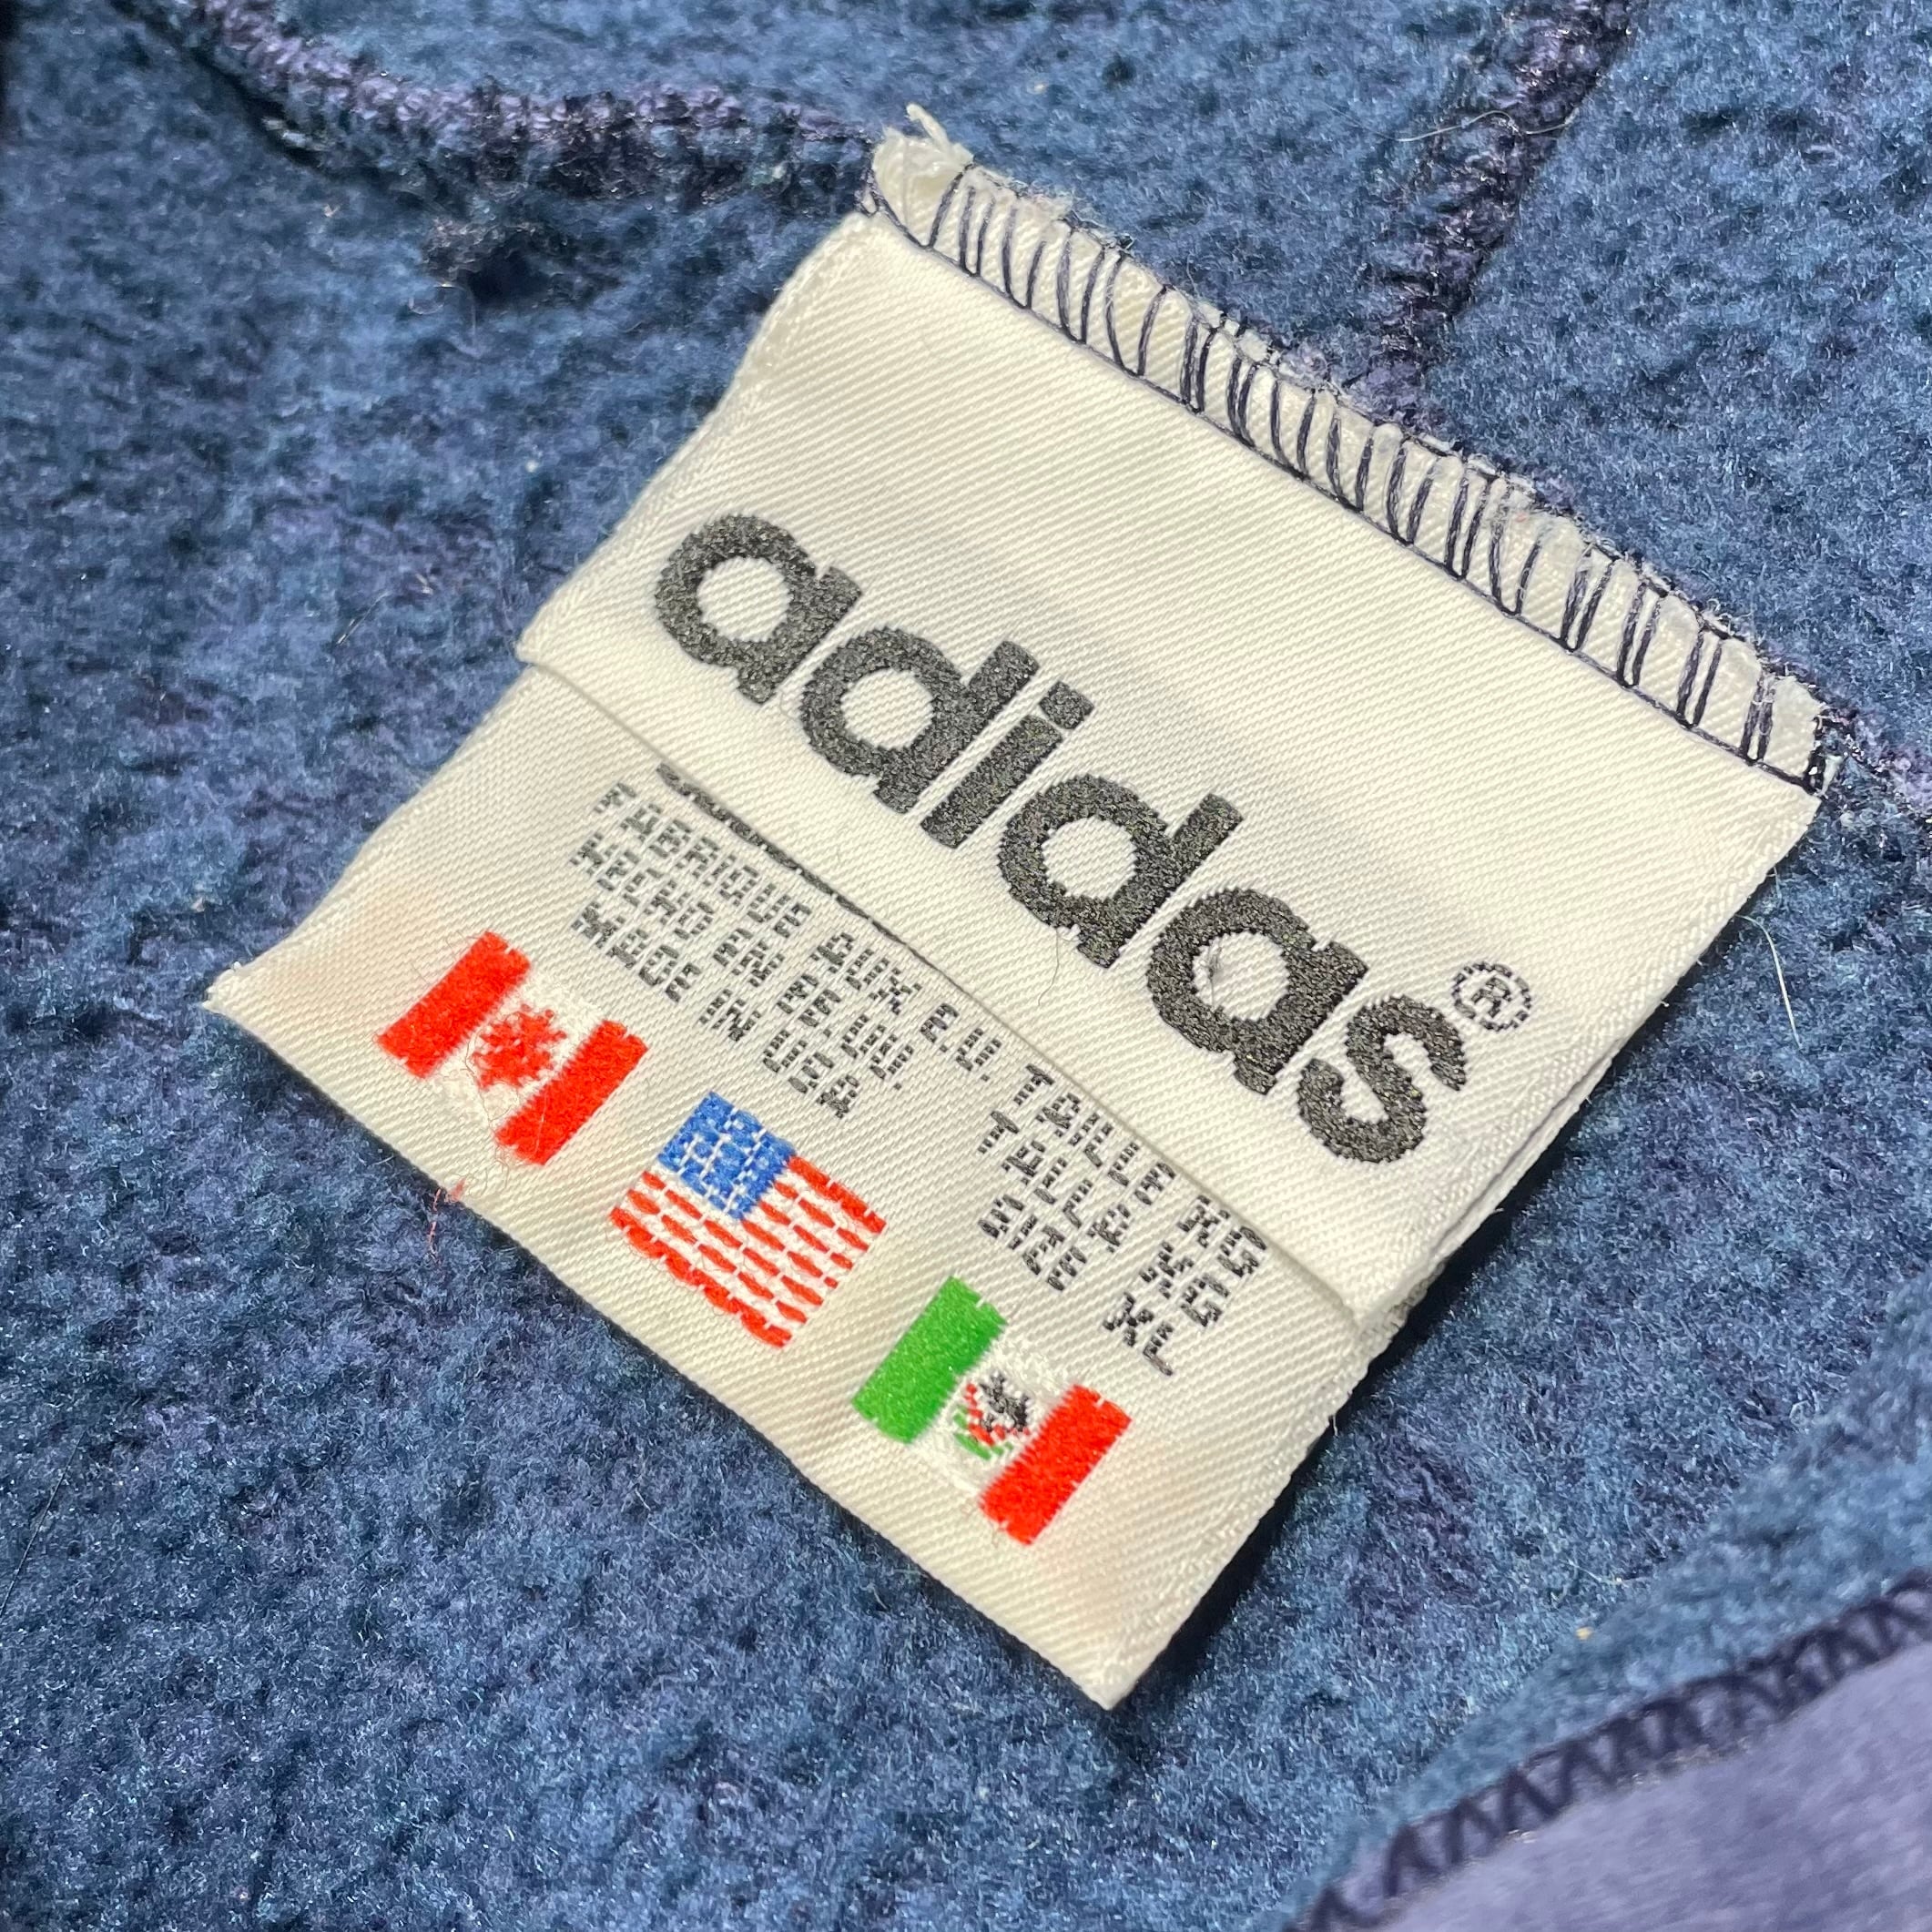 adidas®
FABRIQUE AUX E.U. TAILLE XG
HECHO EN EE.UU. TALLA XG
MADE IN USA SIZE XL